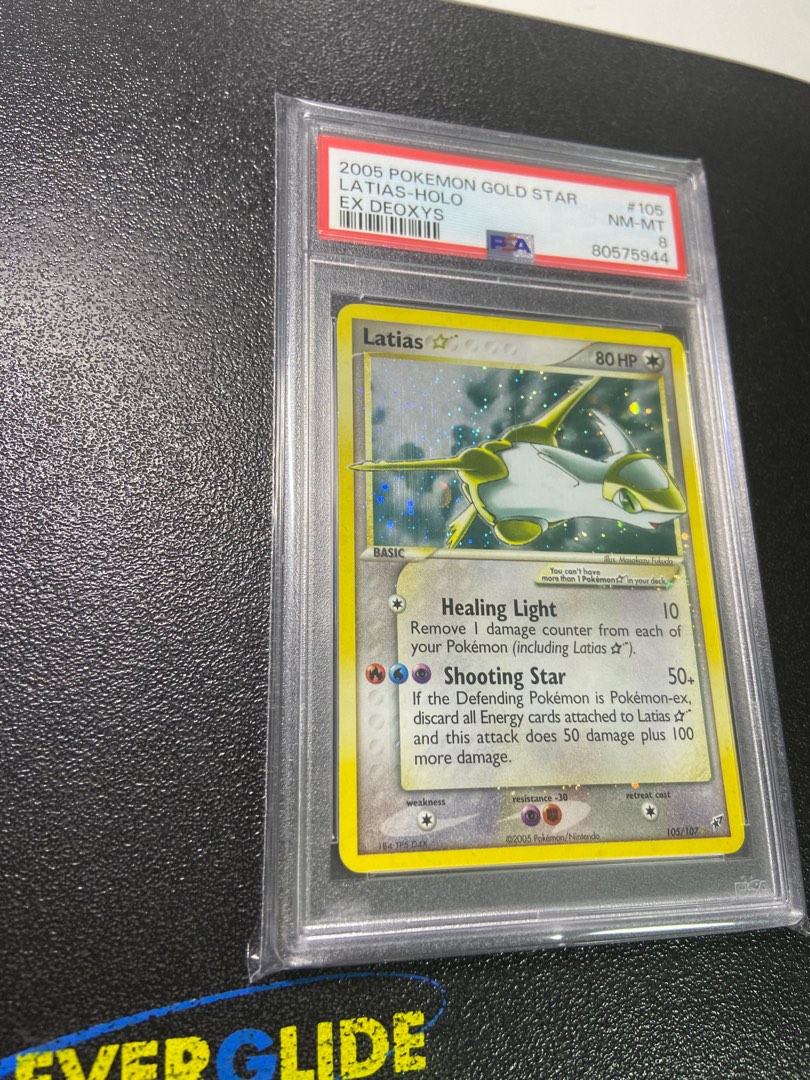 2005 POKEMON GOLD STAR #105
LATIAS-HOLO NM-MT
EX DEOXYS 8
PSA 80575944
Latias ☆ 80 HP
BASIC
Illus. Masakazu Fukuda
You can't have
more than 1 Pokémon ☆ in your deck.
Healing Light 10
Remove 1 damage counter from each of
your Pokémon (including Latias ☆).
Shooting Star 50+
If the Defending Pokémon is Pokémon-ex,
discard all Energy cards attached to Latias ☆
and this attack does 50 damage plus 100
more damage.
weakness resistance -30 retreat cost
©2005 Pokémon/Nintendo 105/107
PSA
EVERGLIDE